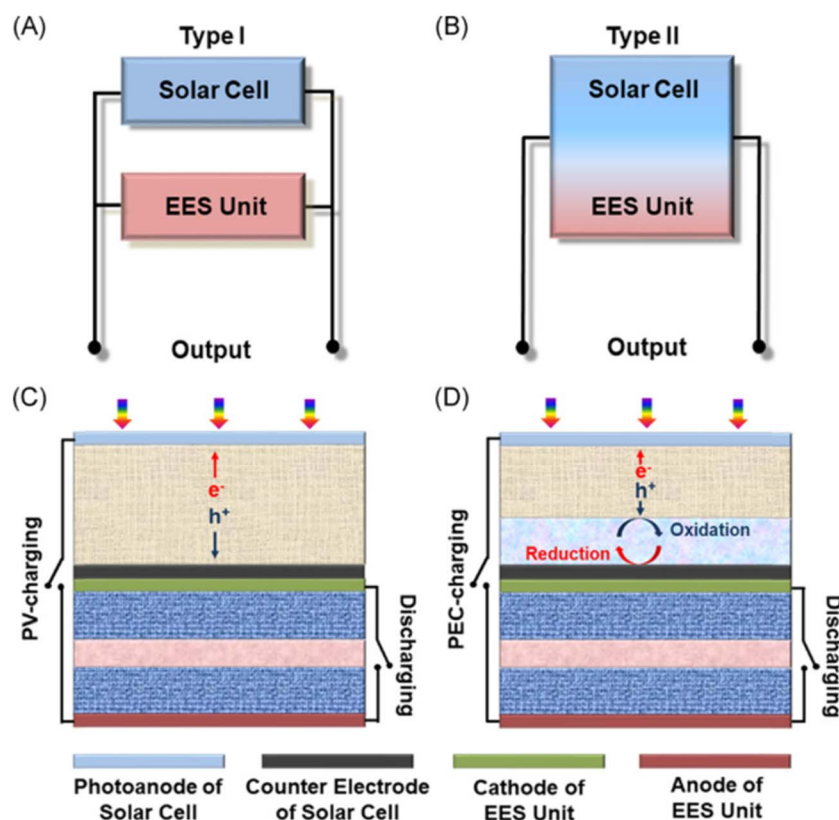 (A)
Type I
Solar Cell
EES Unit
Output
(B)
Type II
Solar Cell
EES Unit
Output
(C)
PV-charging
e-
h+
Discharging
(D)
PEC-charging
e-
h+
Oxidation
Reduction
Discharging
Photoanode of
Solar Cell
Counter Electrode
of Solar Cell
Cathode of
EES Unit
Anode of
EES Unit